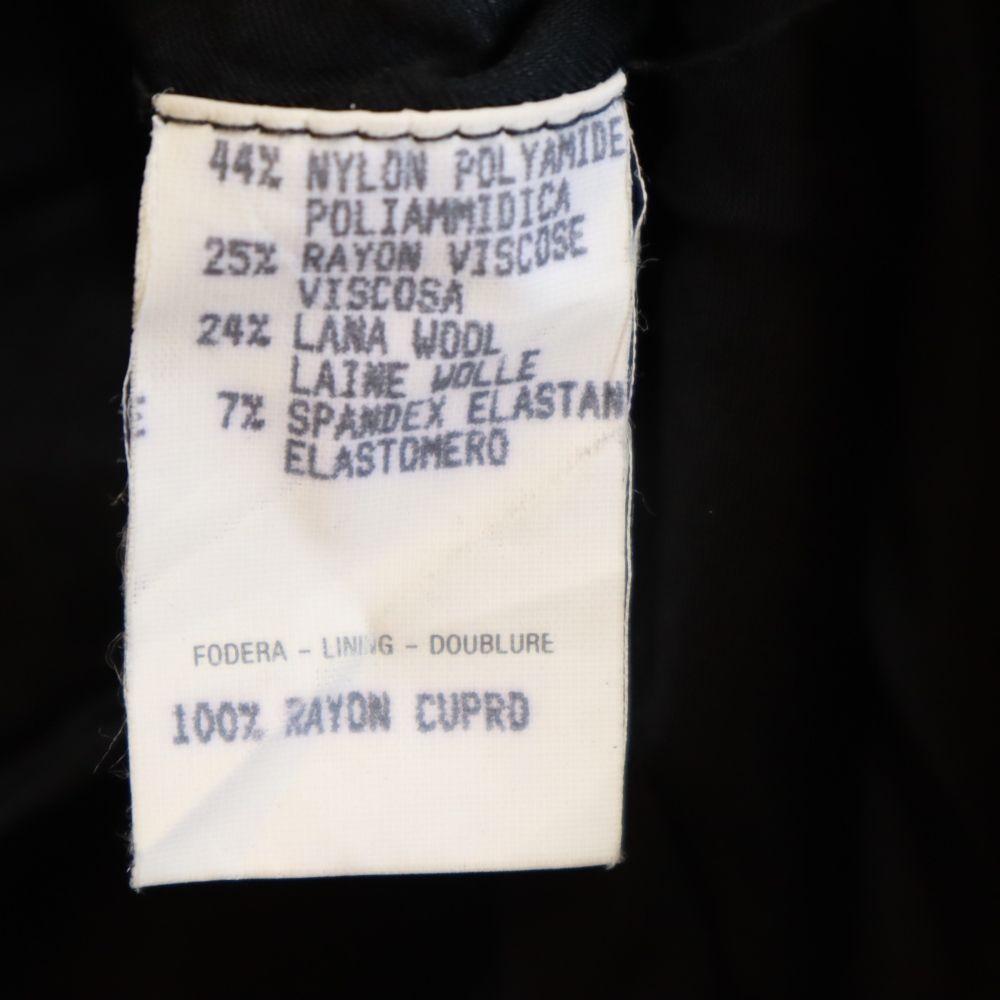 44% NYLON POLYAMIDE
POLIAMMIDICA
25% RAYON VISCOSE
VISCOSA
24% LANA WOOL
LAINE WOLLE
E 7% SPANDEX ELASTAN
ELASTOMERO
FODERA - LINING - DOUBLURE
100% RAYON CUPRO